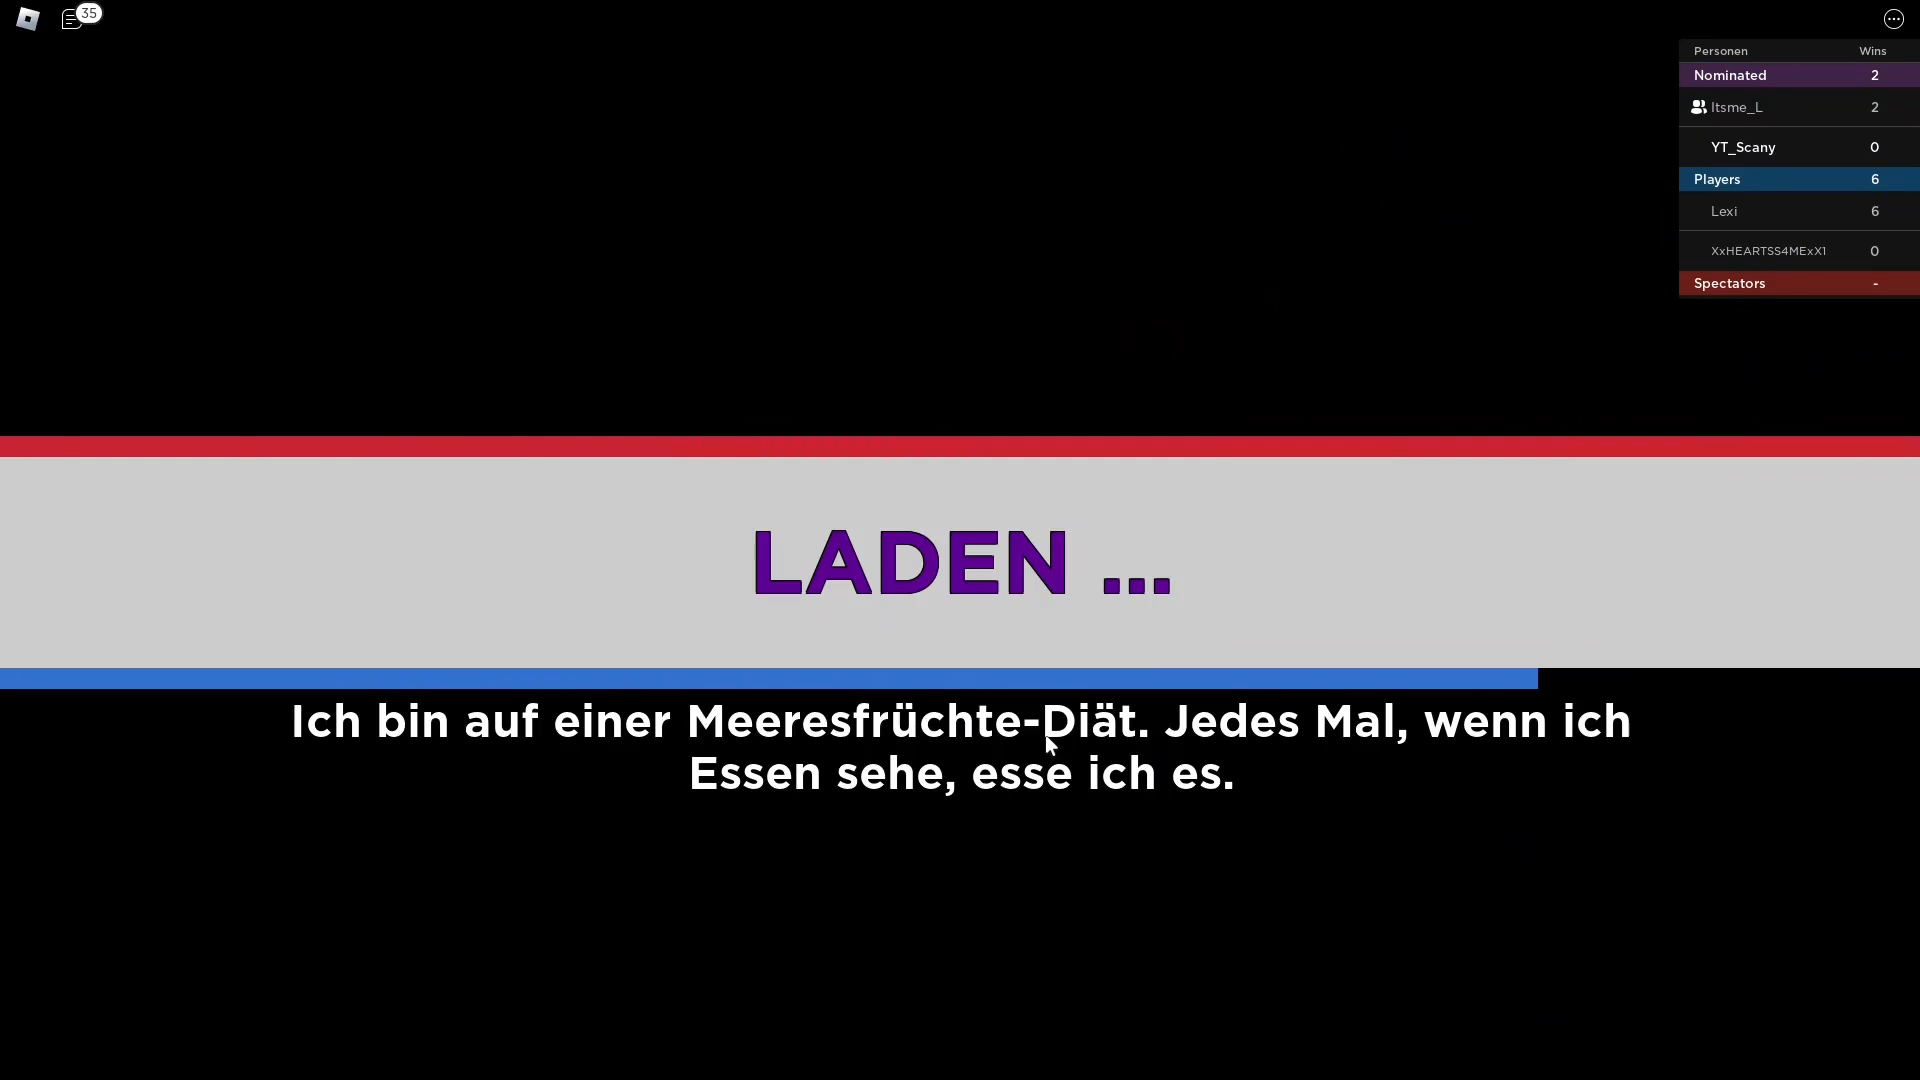 35
Personen Wins
Nominated 2
Itsme_L 2
YT_Scany 0
Players 6
Lexi 6
XxHEARTSS4MExX1 0
Spectators -
LADEN ...
Ich bin auf einer Meeresfrüchte-Diät. Jedes Mal, wenn ich
Essen sehe, esse ich es.